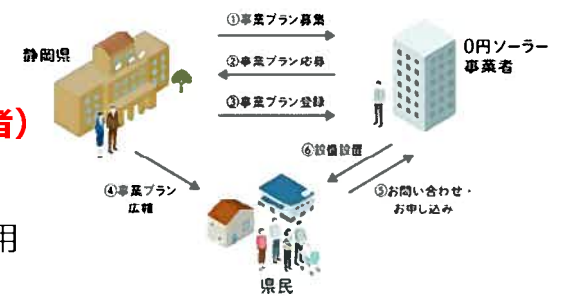 ①事業プラン募集
静岡県
0円ソーラー
事業者
②事業プラン応募
③事業プラン登録
者)
⑥設備設置
④事業プラン
広報
⑤お問い合わせ・
お申し込み
用
県民